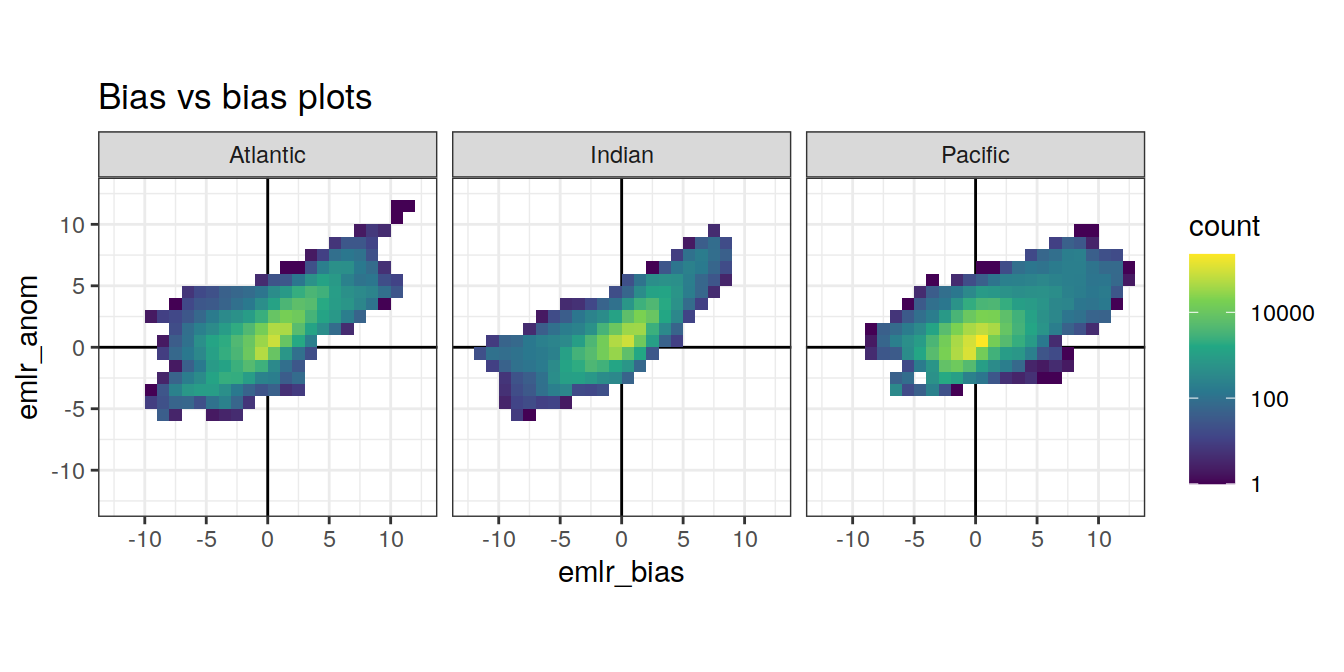 Bias vs bias plots
Atlantic Indian Pacific
emlr_anom
10
5
0
-5
-10
-10 -5 0 5 10 -10 -5 0 5 10 -10 -5 0 5 10
emlr_bias
count
10000
100
1